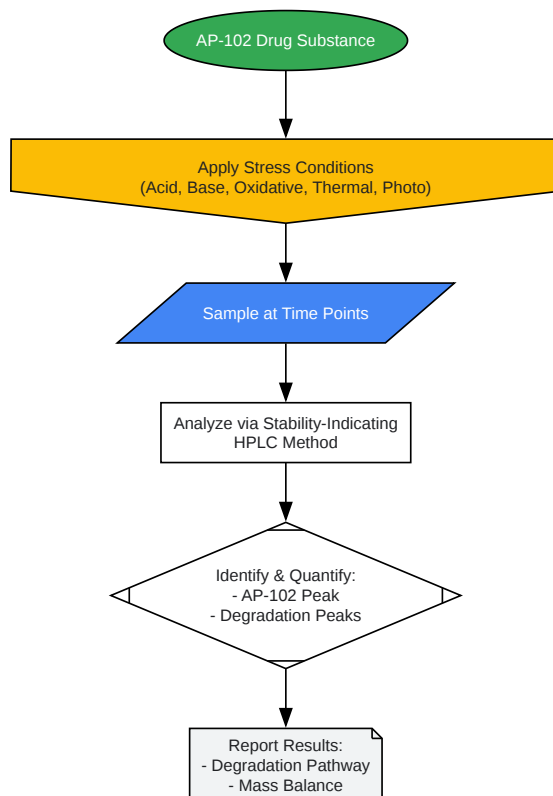 AP-102 Drug Substance
Apply Stress Conditions
(Acid, Base, Oxidative, Thermal, Photo)
Sample at Time Points
Analyze via Stability-Indicating
HPLC Method
Identify & Quantify:
- AP-102 Peak
- Degradation Peaks
Report Results:
- Degradation Pathway
- Mass Balance